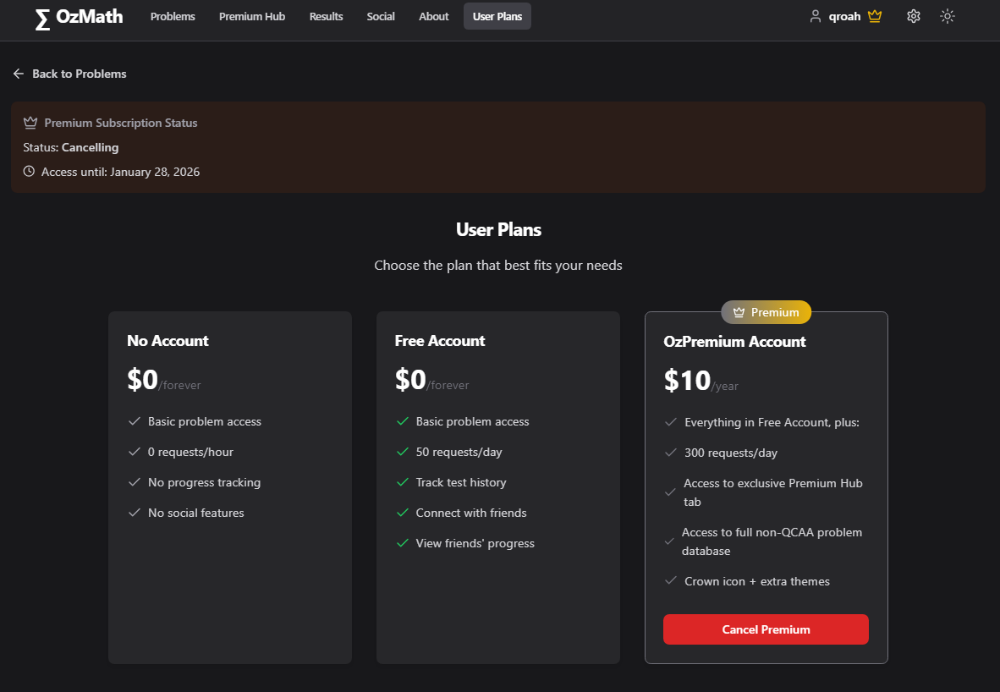 ∑ OzMath
Problems
Premium Hub
Results
Social
About
User Plans
qroah
Back to Problems
Premium Subscription Status
Status: Cancelling
Access until: January 28, 2026
User Plans
Choose the plan that best fits your needs
No Account
$0/forever
Basic problem access
0 requests/hour
No progress tracking
No social features
Free Account
$0/forever
Basic problem access
50 requests/day
Track test history
Connect with friends
View friends' progress
Premium
OzPremium Account
$10/year
Everything in Free Account, plus:
300 requests/day
Access to exclusive Premium Hub
tab
Access to full non-QCAA problem
database
Crown icon + extra themes
Cancel Premium